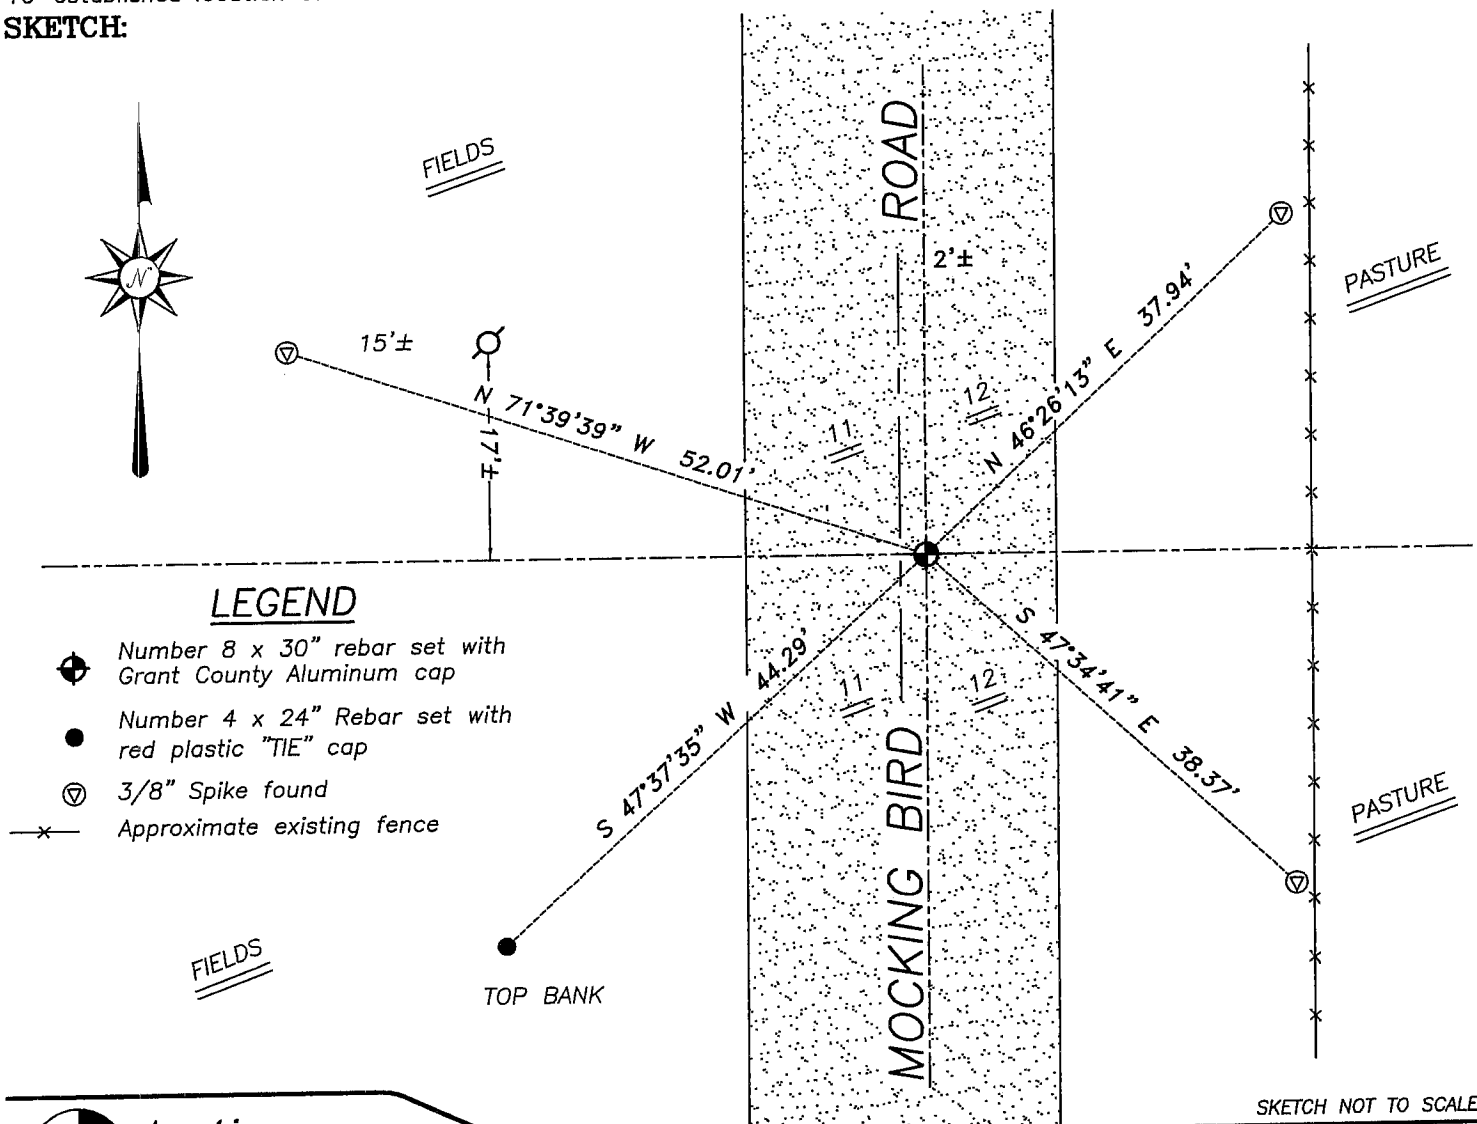 SKETCH:
FIELDS
N
15'±
N 71°39'39" W 52.01'
17'±
ROAD
2'±
11
12
N 46°26'13" E 37.94'
PASTURE
LEGEND
Number 8 x 30" rebar set with
Grant County Aluminum cap
Number 4 x 24" Rebar set with
red plastic "TIE" cap
3/8" Spike found
Approximate existing fence
S 47°37'35" W 44.29'
11
12
S 47°34'41" E 38.37'
MOCKING BIRD
PASTURE
FIELDS
TOP BANK
SKETCH NOT TO SCALE